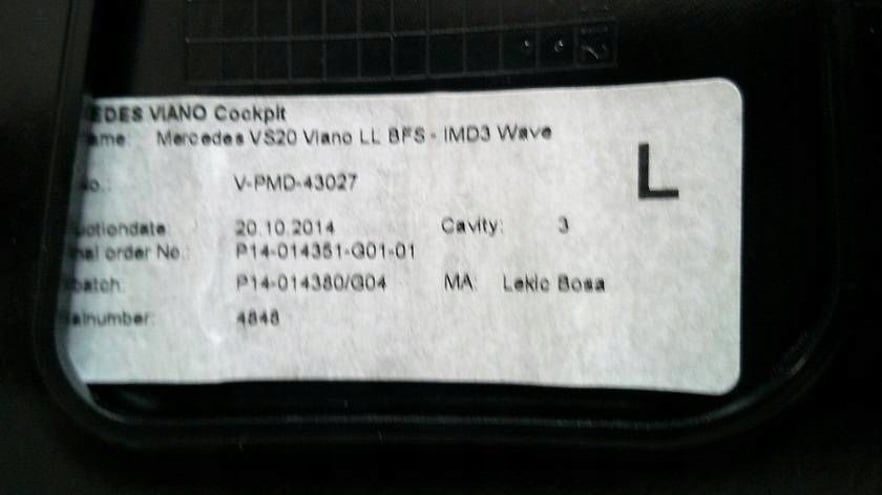 EDES VIANO Cockpit
ame: Mercedes VS20 Viano LL BFS - IMD3 Wave
L
o.: V-PMD-43027
uctiondate: 20.10.2014 Cavity: 3
nal order No.: P14-014351-G01-01
batch: P14-014380/G04 MA: Lekic Bosa
alnumber: 4848